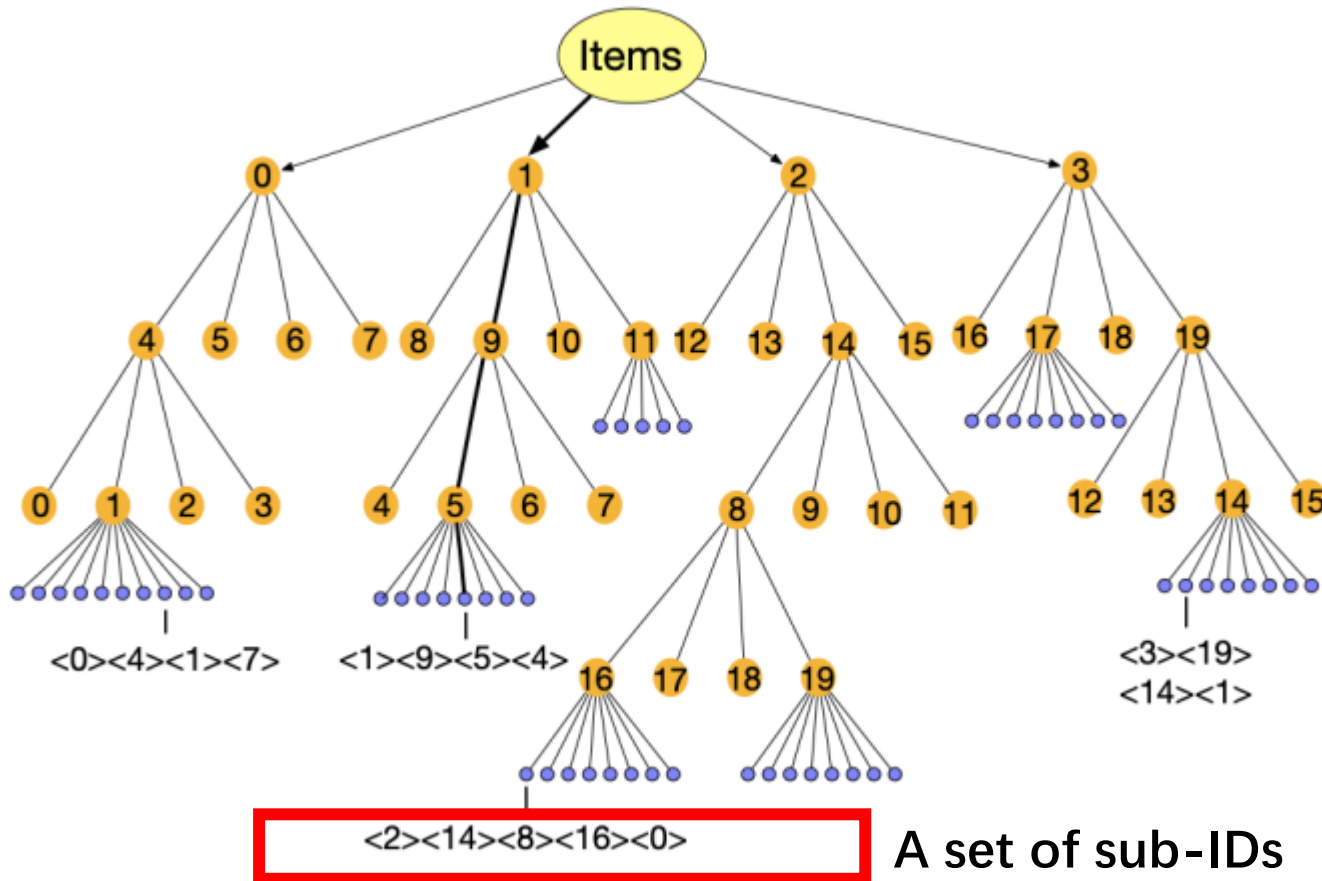 Items
0 1 2 3
4 5 6 7 8 9 10 11 12 13 14 15 16 17 18 19
0 1 2 3 4 5 6 7 8 9 10 11 12 13 14 15
<0><4><1><7>
<1><9><5><4>
<3><19>
<14><1>
16 17 18 19
<2><14><8><16><0>
A set of sub-IDs